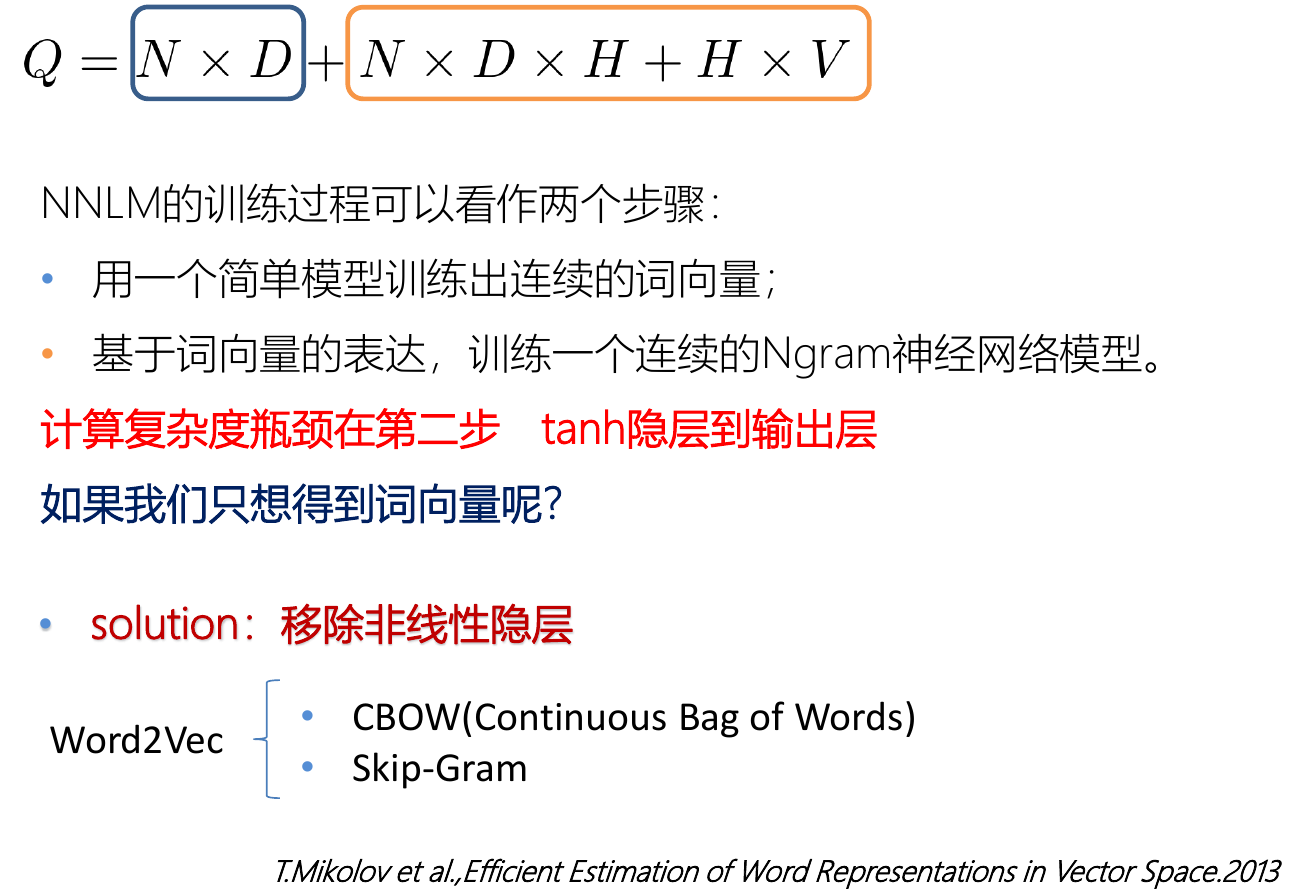 Q = N × D + N × D × H + H × V
NNLM的训练过程可以看作两个步骤：
• 用一个简单模型训练出连续的词向量；
• 基于词向量的表达，训练一个连续的Ngram神经网络模型。
计算复杂度瓶颈在第二步 tanh隐层到输出层
如果我们只想得到词向量呢？
• solution：移除非线性隐层
Word2Vec
• CBOW(Continuous Bag of Words)
• Skip-Gram
T.Mikolov et al.,Efficient Estimation of Word Representations in Vector Space.2013